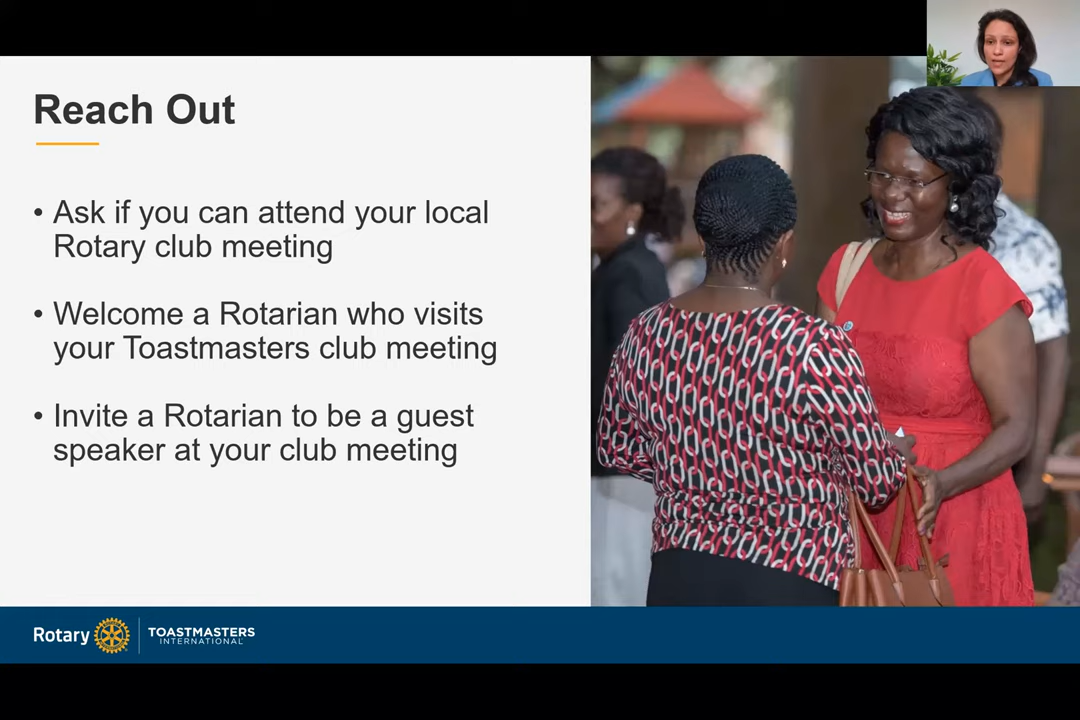 Reach Out
• Ask if you can attend your local
Rotary club meeting
• Welcome a Rotarian who visits
your Toastmasters club meeting
• Invite a Rotarian to be a guest
speaker at your club meeting
Rotary
TOASTMASTERS
INTERNATIONAL